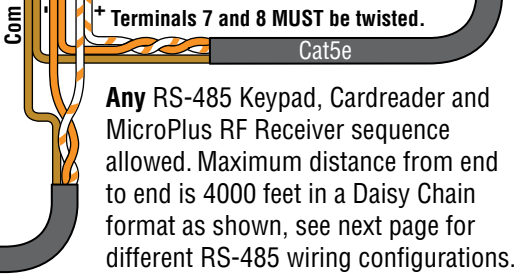 Com
-
+ Terminals 7 and 8 MUST be twisted.
Cat5e
Any RS-485 Keypad, Cardreader and
MicroPlus RF Receiver sequence
allowed. Maximum distance from end
to end is 4000 feet in a Daisy Chain
format as shown, see next page for
different RS-485 wiring configurations.